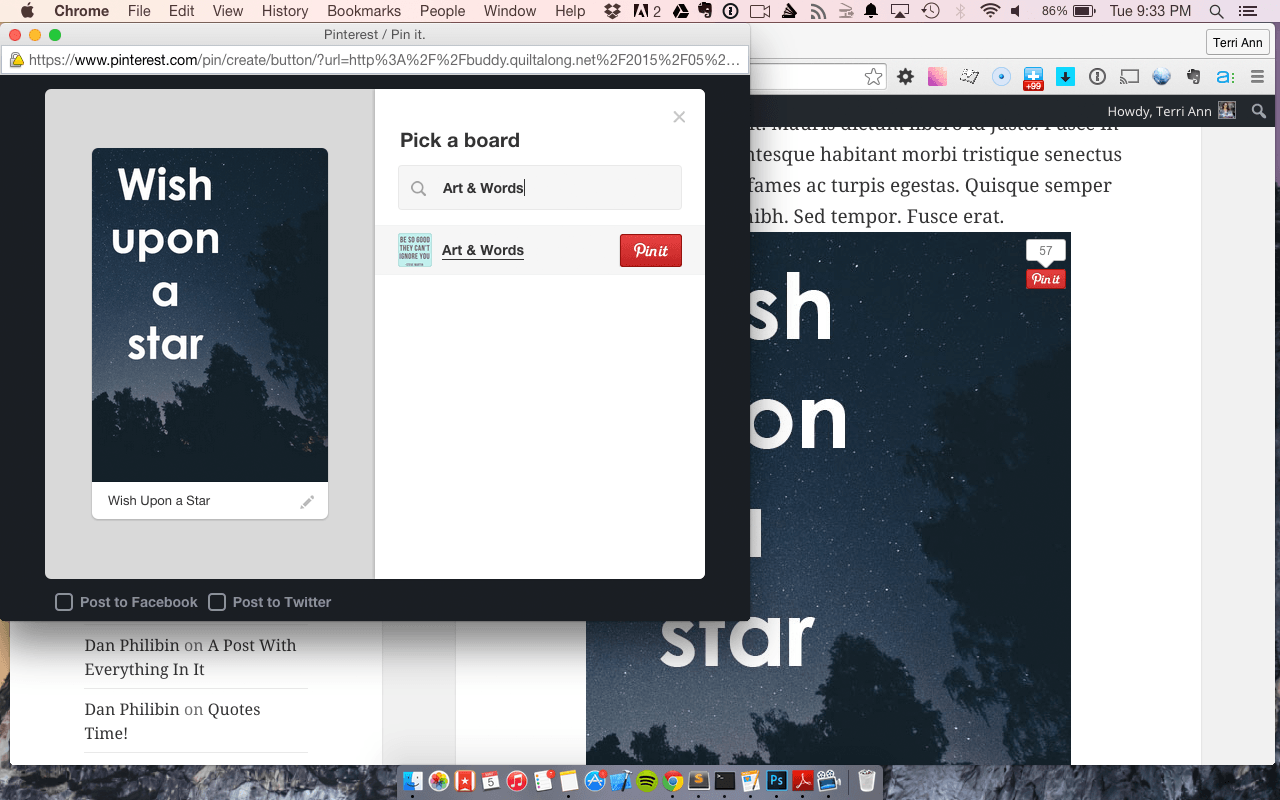 Chrome File Edit View History Bookmarks People Window Help 2 86% Tue 9:33 PM
Pinterest / Pin it.
https://www.pinterest.com/pin/create/button/?url=http%3A%2F%2Fbuddy.quiltalong.net%2F2015%2F05%2...
Terri Ann
+99
a:
Howdy, Terri Ann
Pick a board
Art & Words
BE SO GOOD
THEY CAN'T
IGNORE YOU
Art & Words
Pin it
Wish
upon
a
star
Wish Upon a Star
Post to Facebook Post to Twitter
ntesque habitant morbi tristique senectus
fames ac turpis egestas. Quisque semper
nibh. Sed tempor. Fusce erat.
57
Pin it
sh
on
star
Dan Philibin on A Post With
Everything In It
Dan Philibin on Quotes
Time!
5
Ps